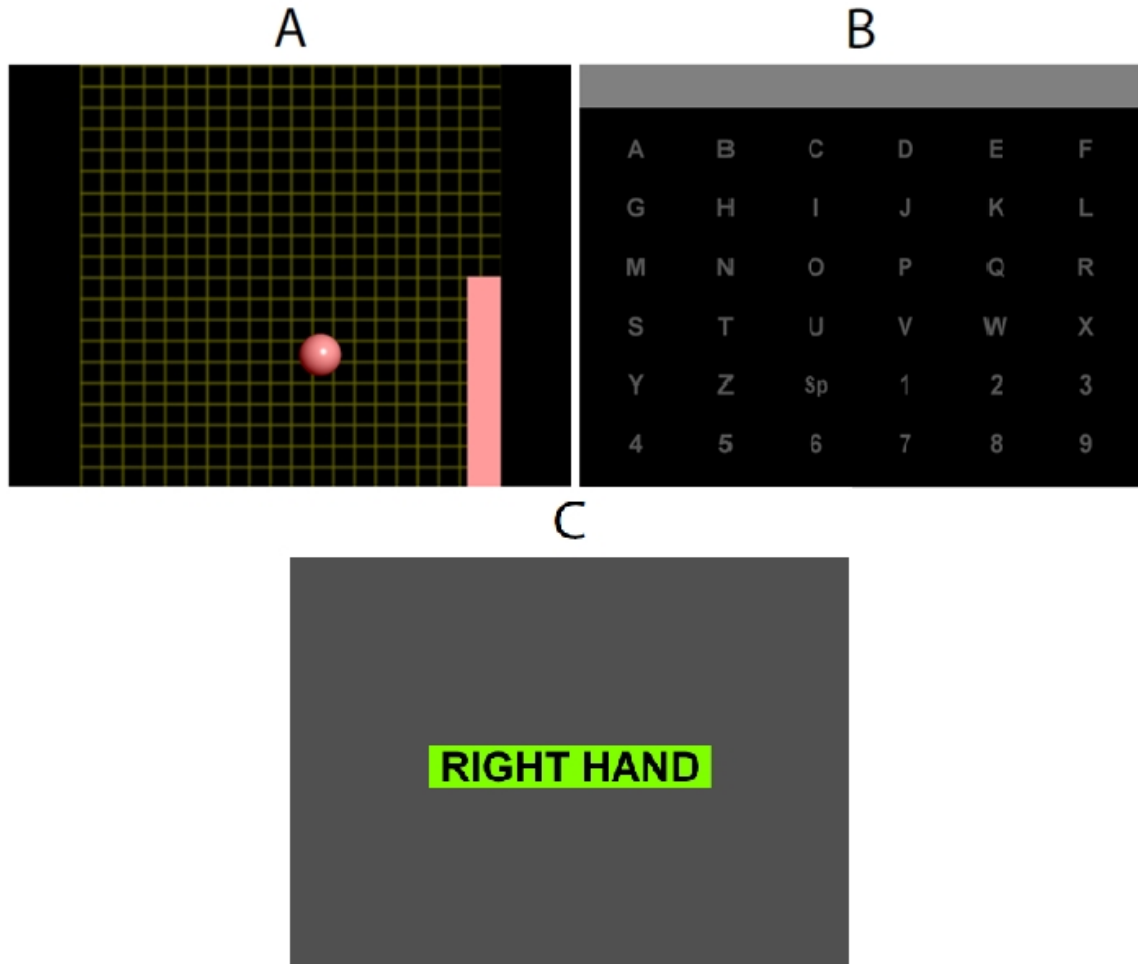 A
B
A B C D E F
G H I J K L
M N O P Q R
S T U V W X
Y Z Sp 1 2 3
4 5 6 7 8 9
C
RIGHT HAND